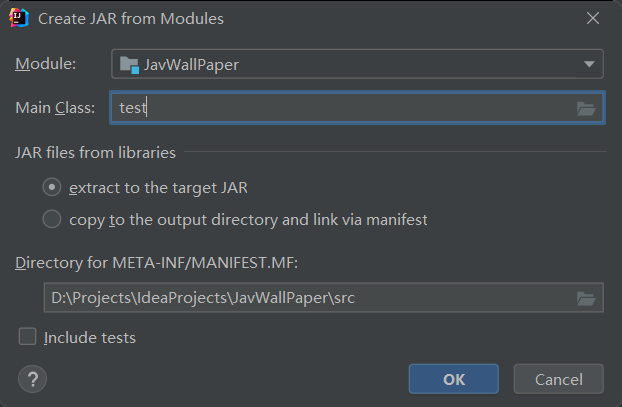 Create JAR from Modules
Module: JavWallPaper
Main Class: test
JAR files from libraries
extract to the target JAR
copy to the output directory and link via manifest
Directory for META-INF/MANIFEST.MF:
D:\Projects\IdeaProjects\JavWallPaper\src
Include tests
? OK Cancel